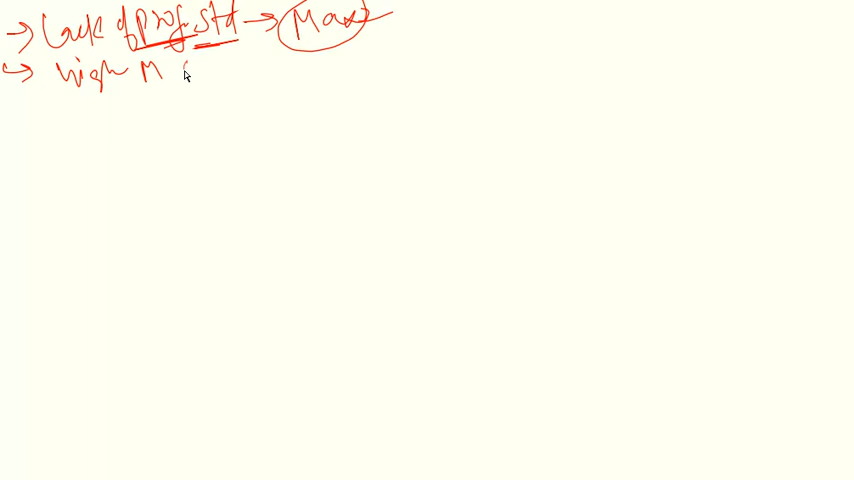 → Lack of prof. std → Max
→ high M